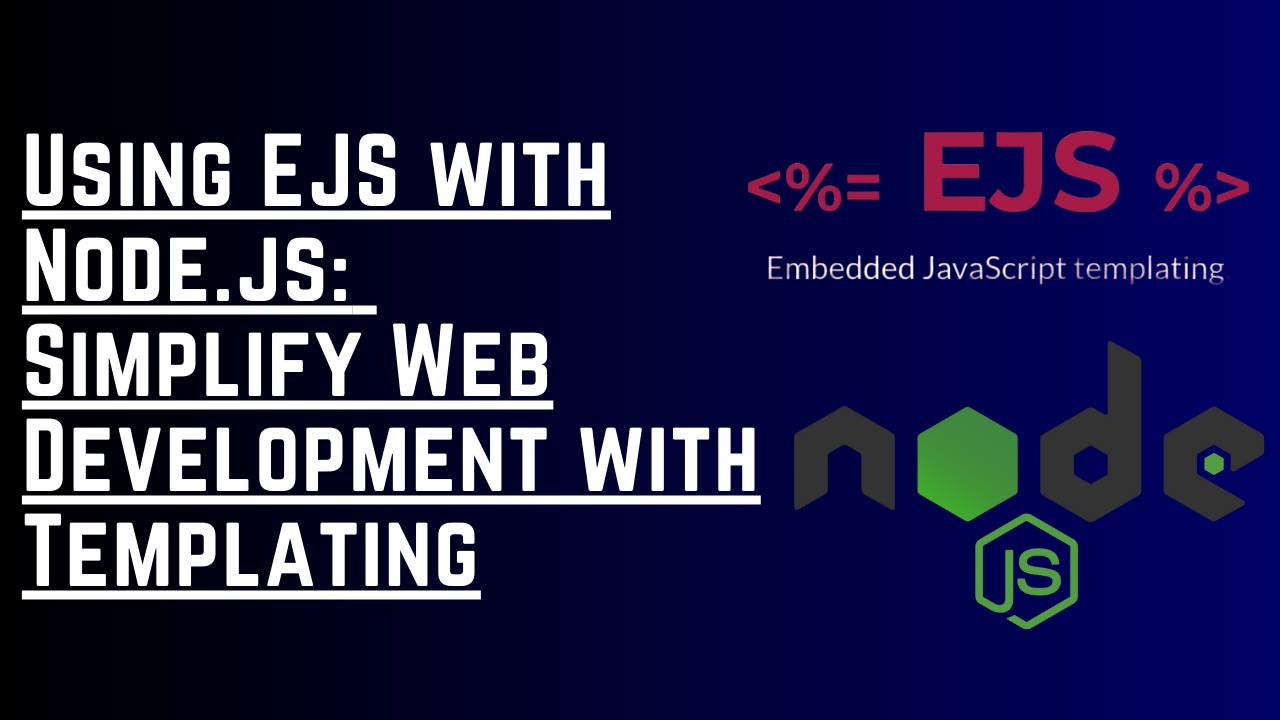 Using EJS with
Node.js:
Simplify Web
Development with
Templating
<%= EJS %>
Embedded JavaScript templating
node
JS